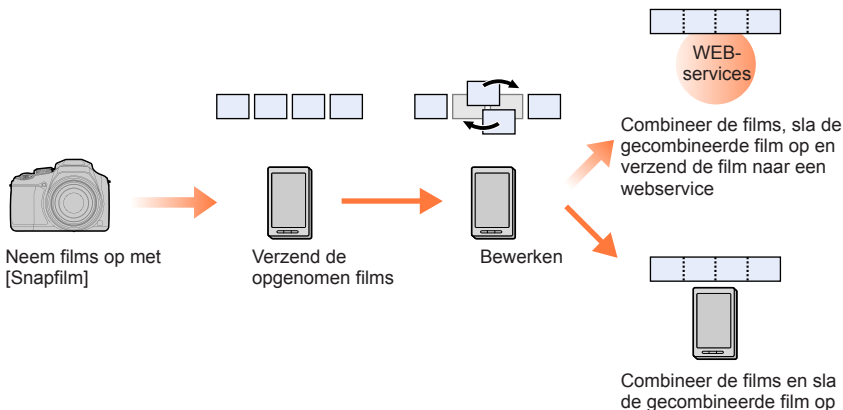 Neem films op met
[Snapfilm]
Verzend de
opgenomen films
Bewerken
WEB-
services
Combineer de films, sla de
gecombineerde film op en
verzend de film naar een
webservice
Combineer de films en sla
de gecombineerde film op